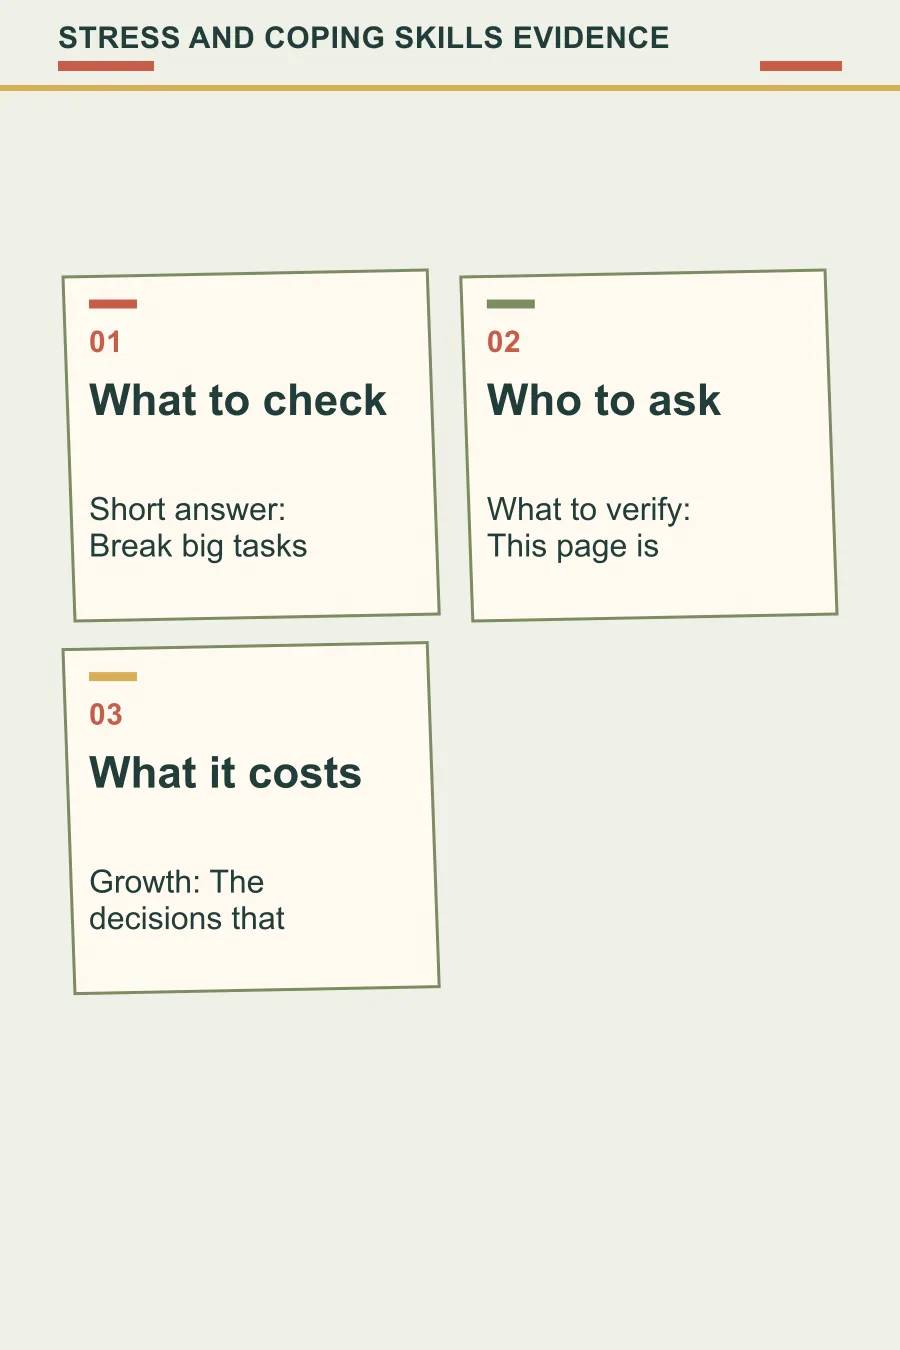 STRESS AND COPING SKILLS EVIDENCE
01
What to check
Short answer:
Break big tasks
02
Who to ask
What to verify:
This page is
03
What it costs
Growth: The
decisions that